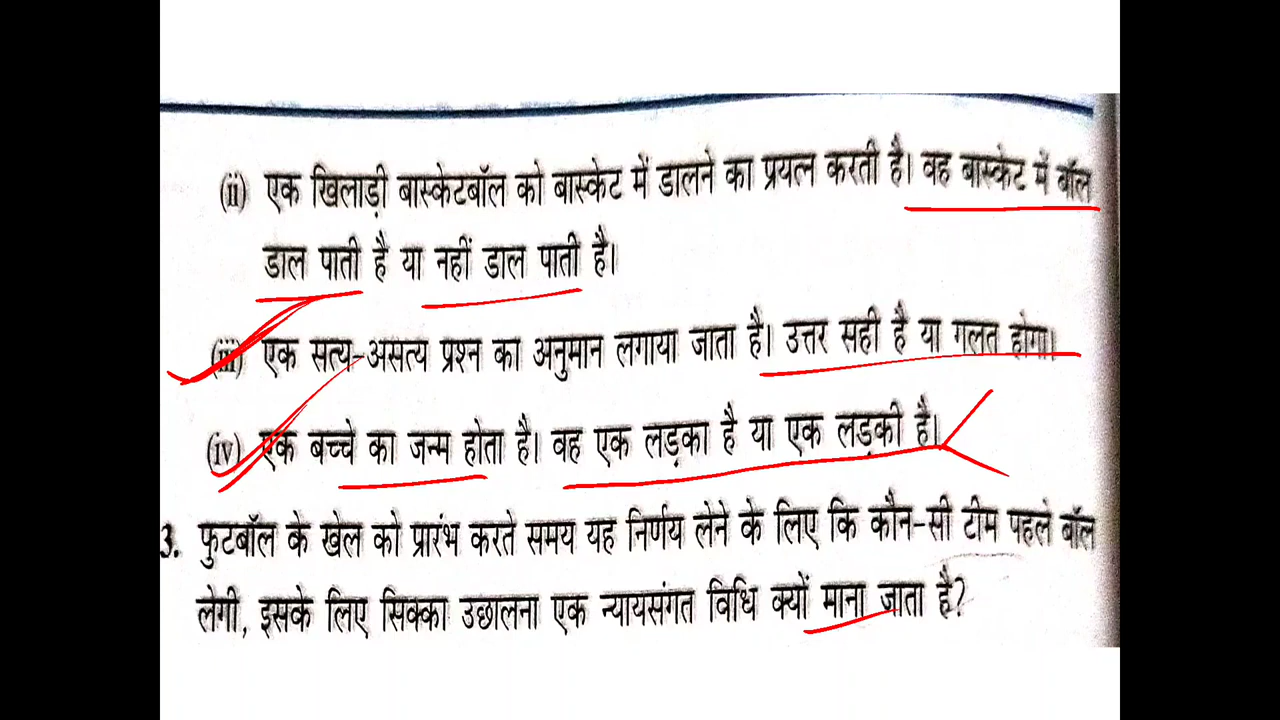 (ii) एक खिलाड़ी बास्केटबॉल को बास्केट में डालने का प्रयत्न करती है। वह बास्केट में बॉल
डाल पाती है या नहीं डाल पाती है।
(iii) एक सत्य-असत्य प्रश्न का अनुमान लगाया जाता है। उत्तर सही है या गलत होगा।
(iv) एक बच्चे का जन्म होता है। वह एक लड़का है या एक लड़की है।
3. फुटबॉल के खेल को प्रारंभ करते समय यह निर्णय लेने के लिए कि कौन-सी टीम पहले बॉल
लेगी, इसके लिए सिक्का उछालना एक न्यायसंगत विधि क्यों माना जाता है?